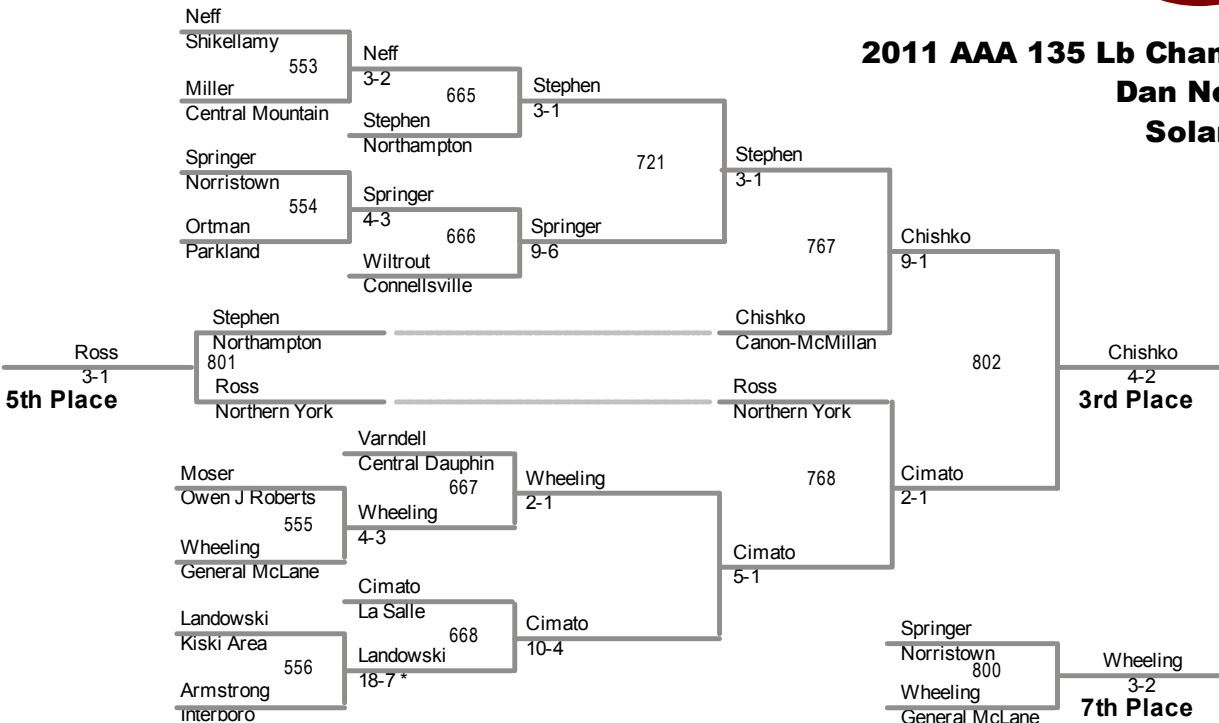 Neff
Shikellamy
553
Miller
Central Mountain
Neff
3-2
665
Stephen
Northampton
Stephen
3-1
Springer
Norristown
554
Ortman
Parkland
Springer
4-3
666
Wiltrout
Connellsville
Springer
9-6
721
Stephen
3-1
767
Chishko
Canon-McMillan
Chishko
9-1
2011 AAA 135 Lb
Dan
Stephen
Northampton
801
Ross
Northern York
Ross
3-1
5th Place
Ross
Northern York
768
Cimato
2-1
802
Chishko
4-2
3rd Place
Varndell
Central Dauphin
667
Moser
Owen J Roberts
555
Wheeling
General McLane
Wheeling
4-3
Wheeling
2-1
Cimato
La Salle
668
Landowski
Kiski Area
556
Armstrong
Interboro
Landowski
18-7 *
Cimato
10-4
Cimato
5-1
Springer
Norristown
800
Wheeling
General McLane
Wheeling
3-2
7th Place